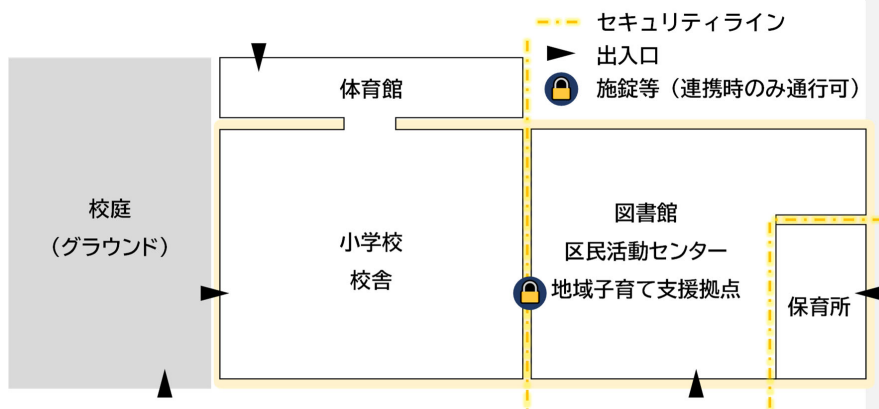 セキュリティライン
出入口
施錠等（連携時のみ通行可）
体育館
校庭
（グラウンド）
小学校
校舎
図書館
区民活動センター
地域子育て支援拠点
保育所